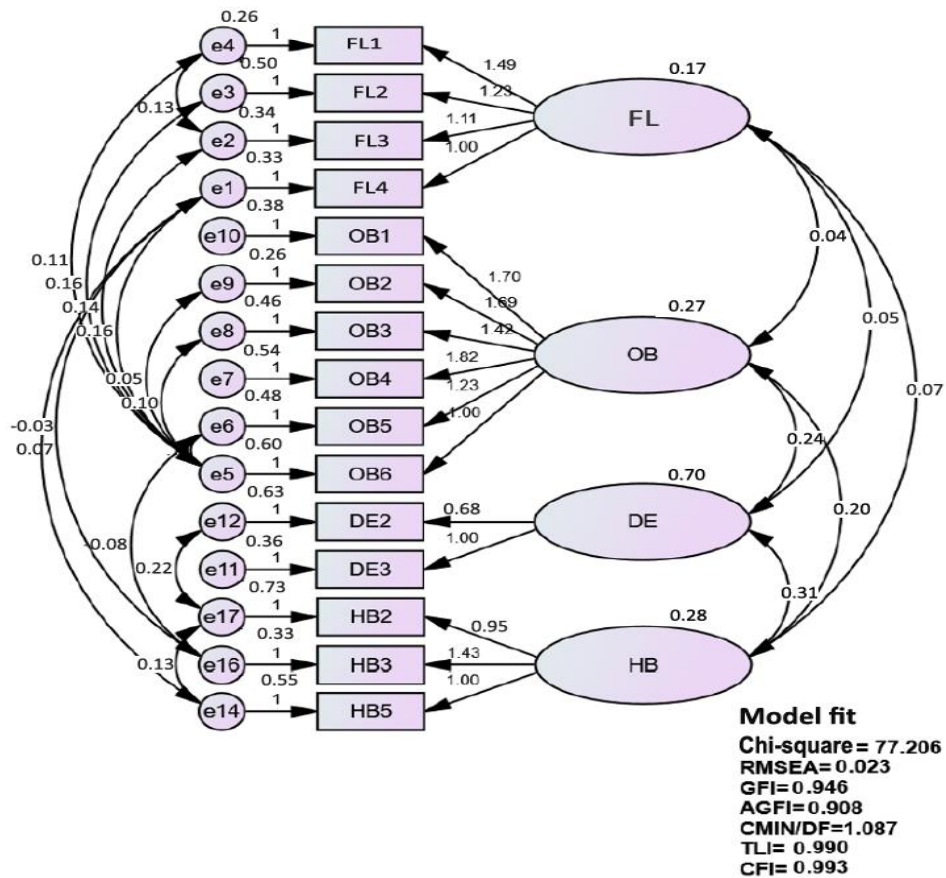 0.26
e4 1 FL1
0.50
e3 1 FL2
0.34
e2 1 FL3
0.33
e1 1 FL4
0.38
e10 1 OB1
0.26
e9 1 OB2
0.46
e8 1 OB3
0.54
e7 1 OB4
0.48
e6 1 OB5
0.60
e5 1 OB6
0.63
e12 1 DE2
0.36
e11 1 DE3
0.73
e17 1 HB2
0.33
e16 1 HB3
0.55
e14 1 HB5
0.13
0.11
0.16
0.14
0.16
0.05
0.10
-0.03
0.07
-0.08
0.22
0.13
1.49
1.23
1.11
1.00
1.70
1.69
1.42
1.82
1.23
1.00
0.68
1.00
0.95
1.43
1.00
0.17
FL
0.27
OB
0.70
DE
0.28
HB
0.04
0.05
0.07
0.24
0.20
0.31
Model fit
Chi-square = 77.206
RMSEA= 0.023
GFI= 0.946
AGFI= 0.908
CMIN/DF=1.087
TLI= 0.990
CFI= 0.993